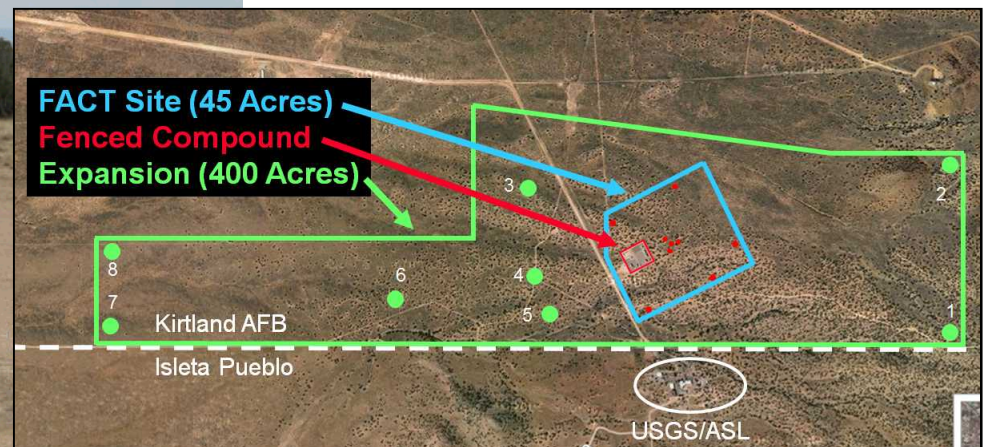 FACT Site (45 Acres)
Fenced Compound
Expansion (400 Acres)
3
2
8
6
4
7
5
1
Kirtland AFB
Isleta Pueblo
USGS/ASL